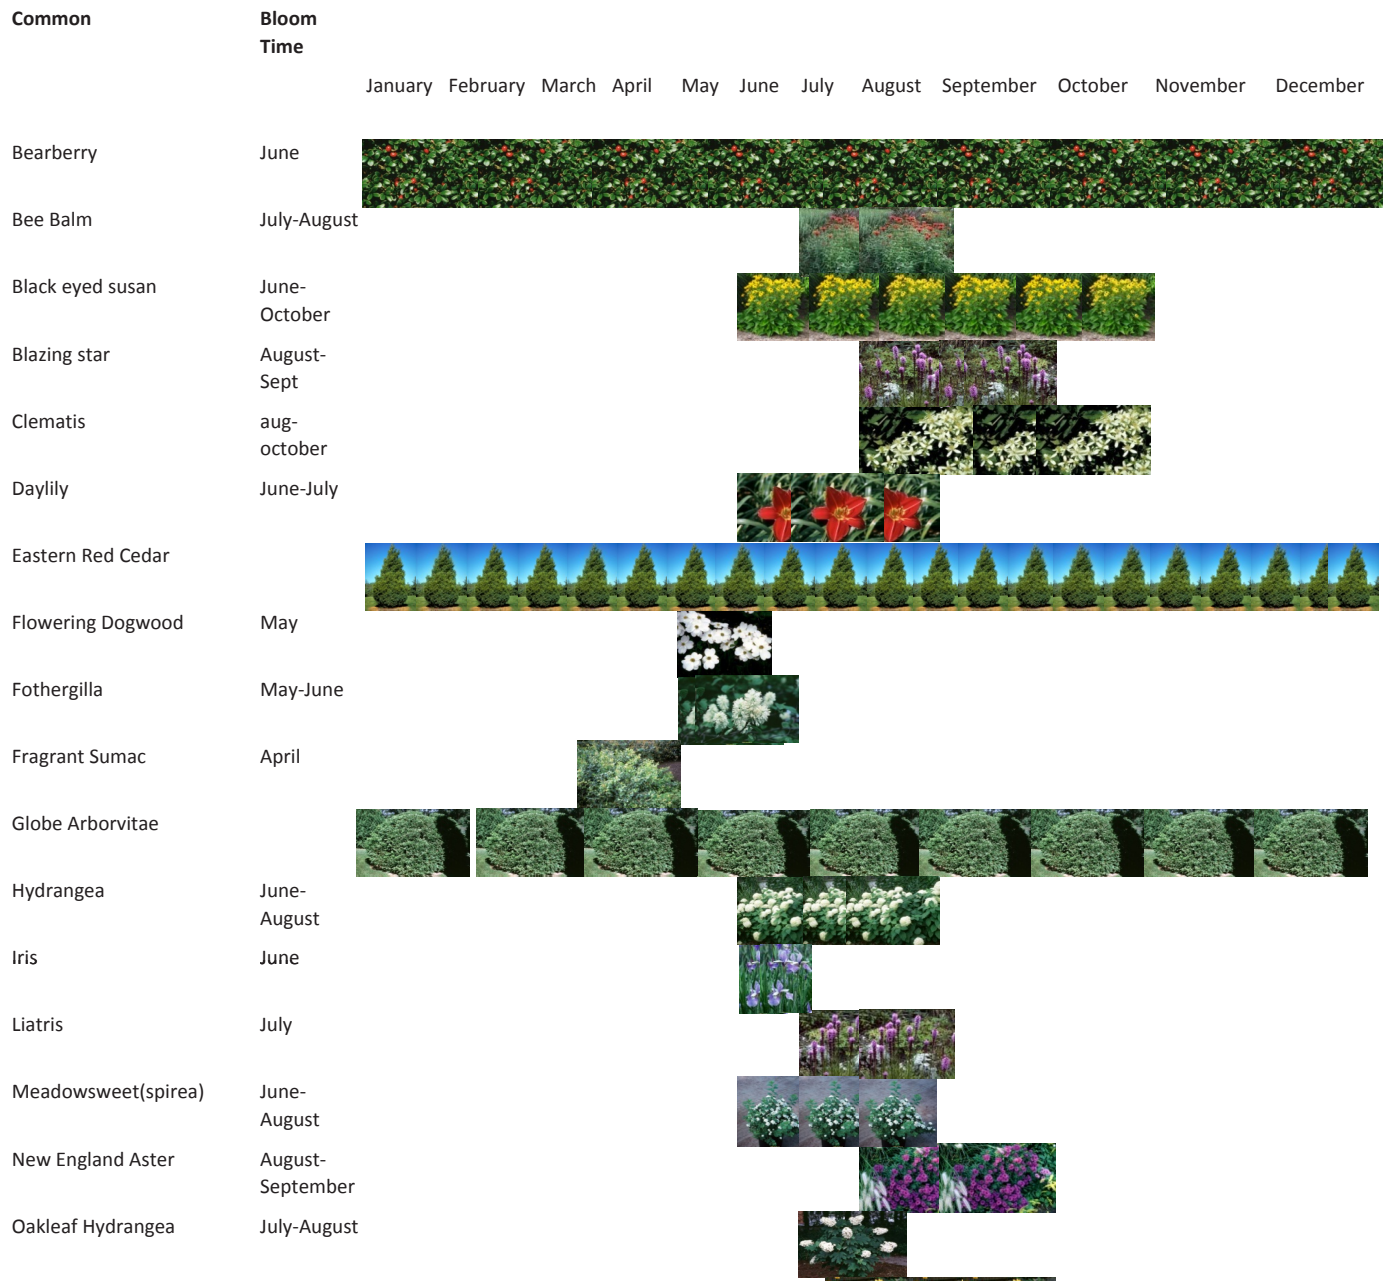 Common Bloom
Time
January February March April May June July August September October November December
Bearberry June
Bee Balm July-August
Black eyed susan June-
October
Blazing star August-
Sept
Clematis aug-
october
Daylily June-July
Eastern Red Cedar
Flowering Dogwood May
Fothergilla May-June
Fragrant Sumac April
Globe Arborvitae
Hydrangea June-
August
Iris June
Liatris July
Meadowsweet(spirea) June-
August
New England Aster August-
September
Oakleaf Hydrangea July-August